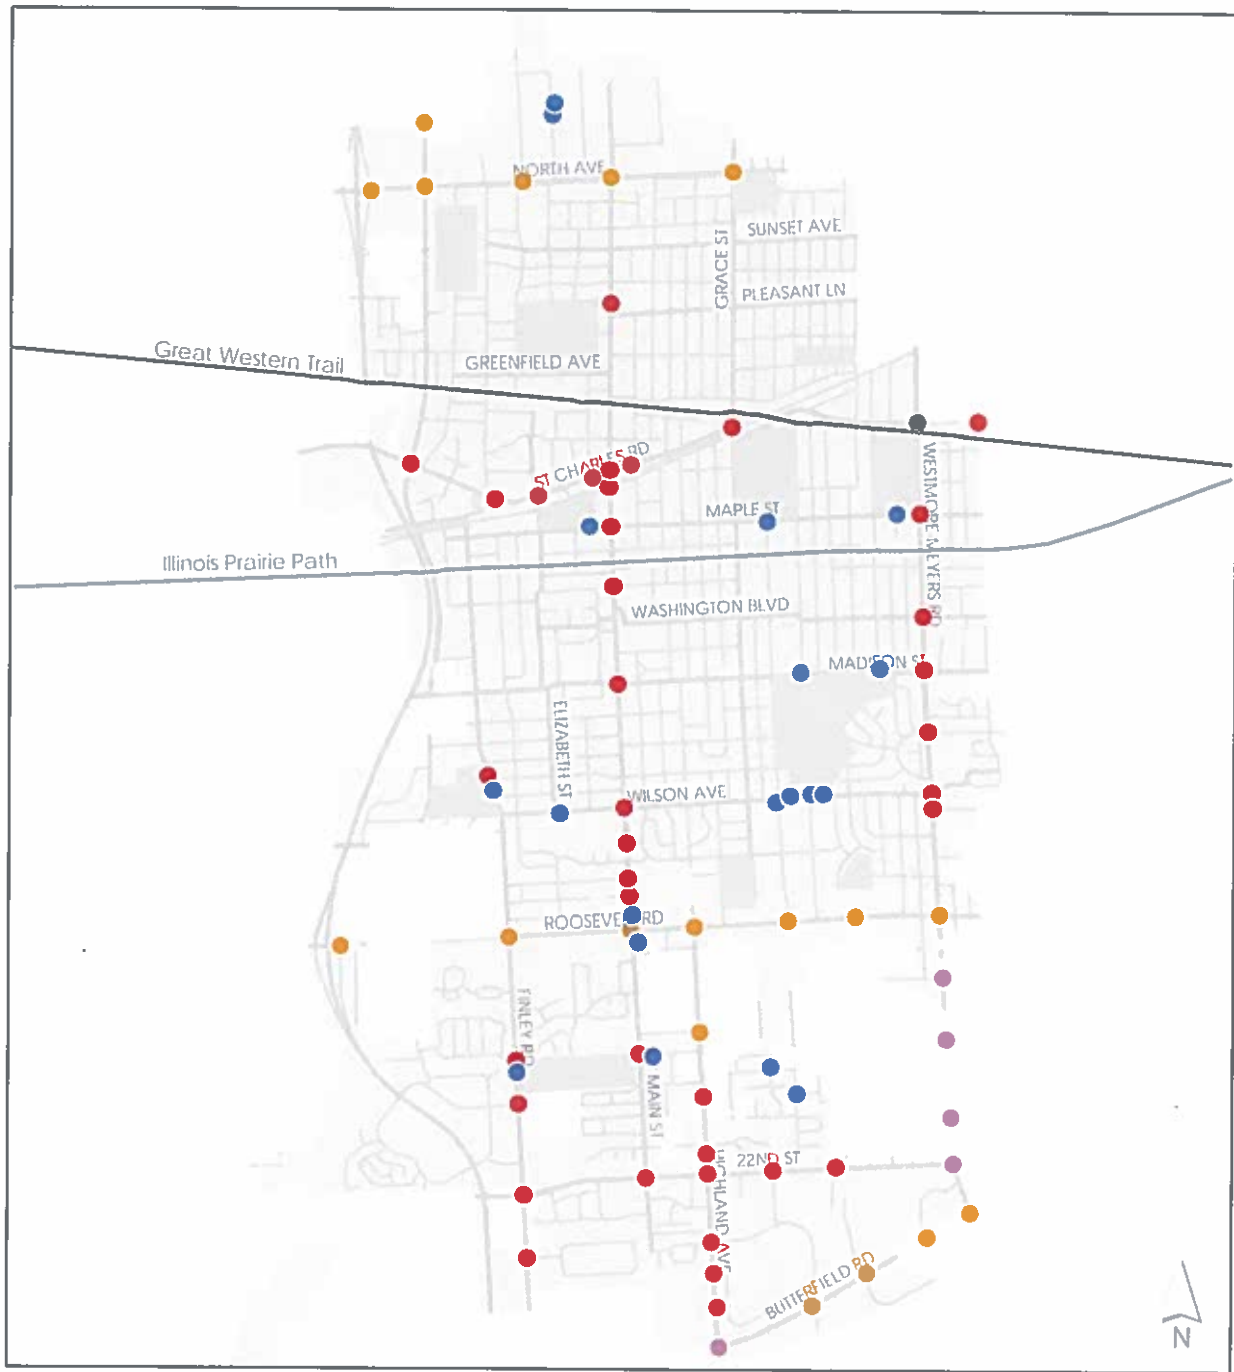 NORTH AVE
SUNSET AVE
GRACE ST
PLEASANT LN
Great Western Trail
GREENFIELD AVE
ST CHARLES RD
WESTMORE MEYERS RD
MAPLE ST
Illinois Prairie Path
WASHINGTON BLVD
MADISON ST
ELIZABETH ST
WILSON AVE
ROOSEVELT RD
FINLEY RD
MAIN ST
22ND ST
HIGHLAND AVE
BUTTERFIELD RD
N